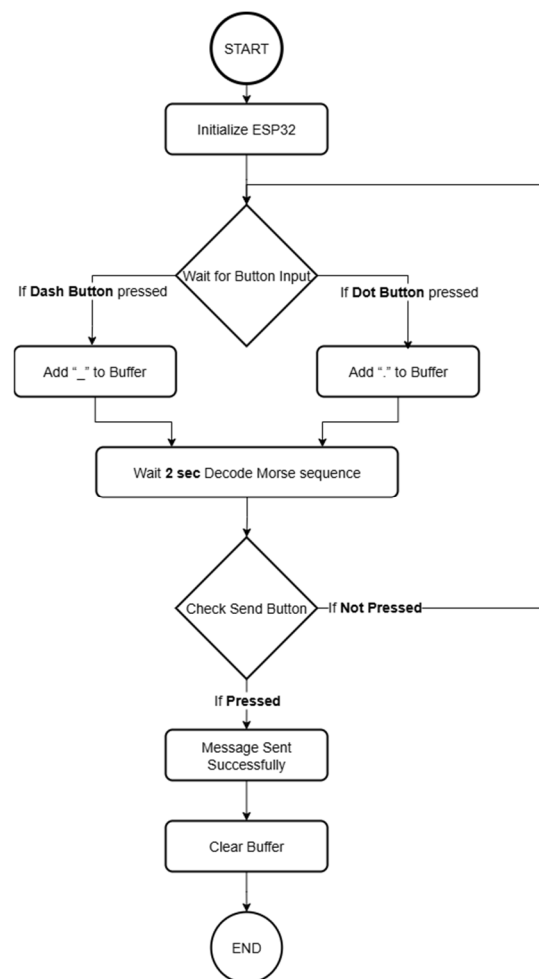 START
Initialize ESP32
Wait for Button Input
If Dash Button pressed
If Dot Button pressed
Add “_” to Buffer
Add “.” to Buffer
Wait 2 sec Decode Morse sequence
Check Send Button
If Not Pressed
If Pressed
Message Sent
Successfully
Clear Buffer
END